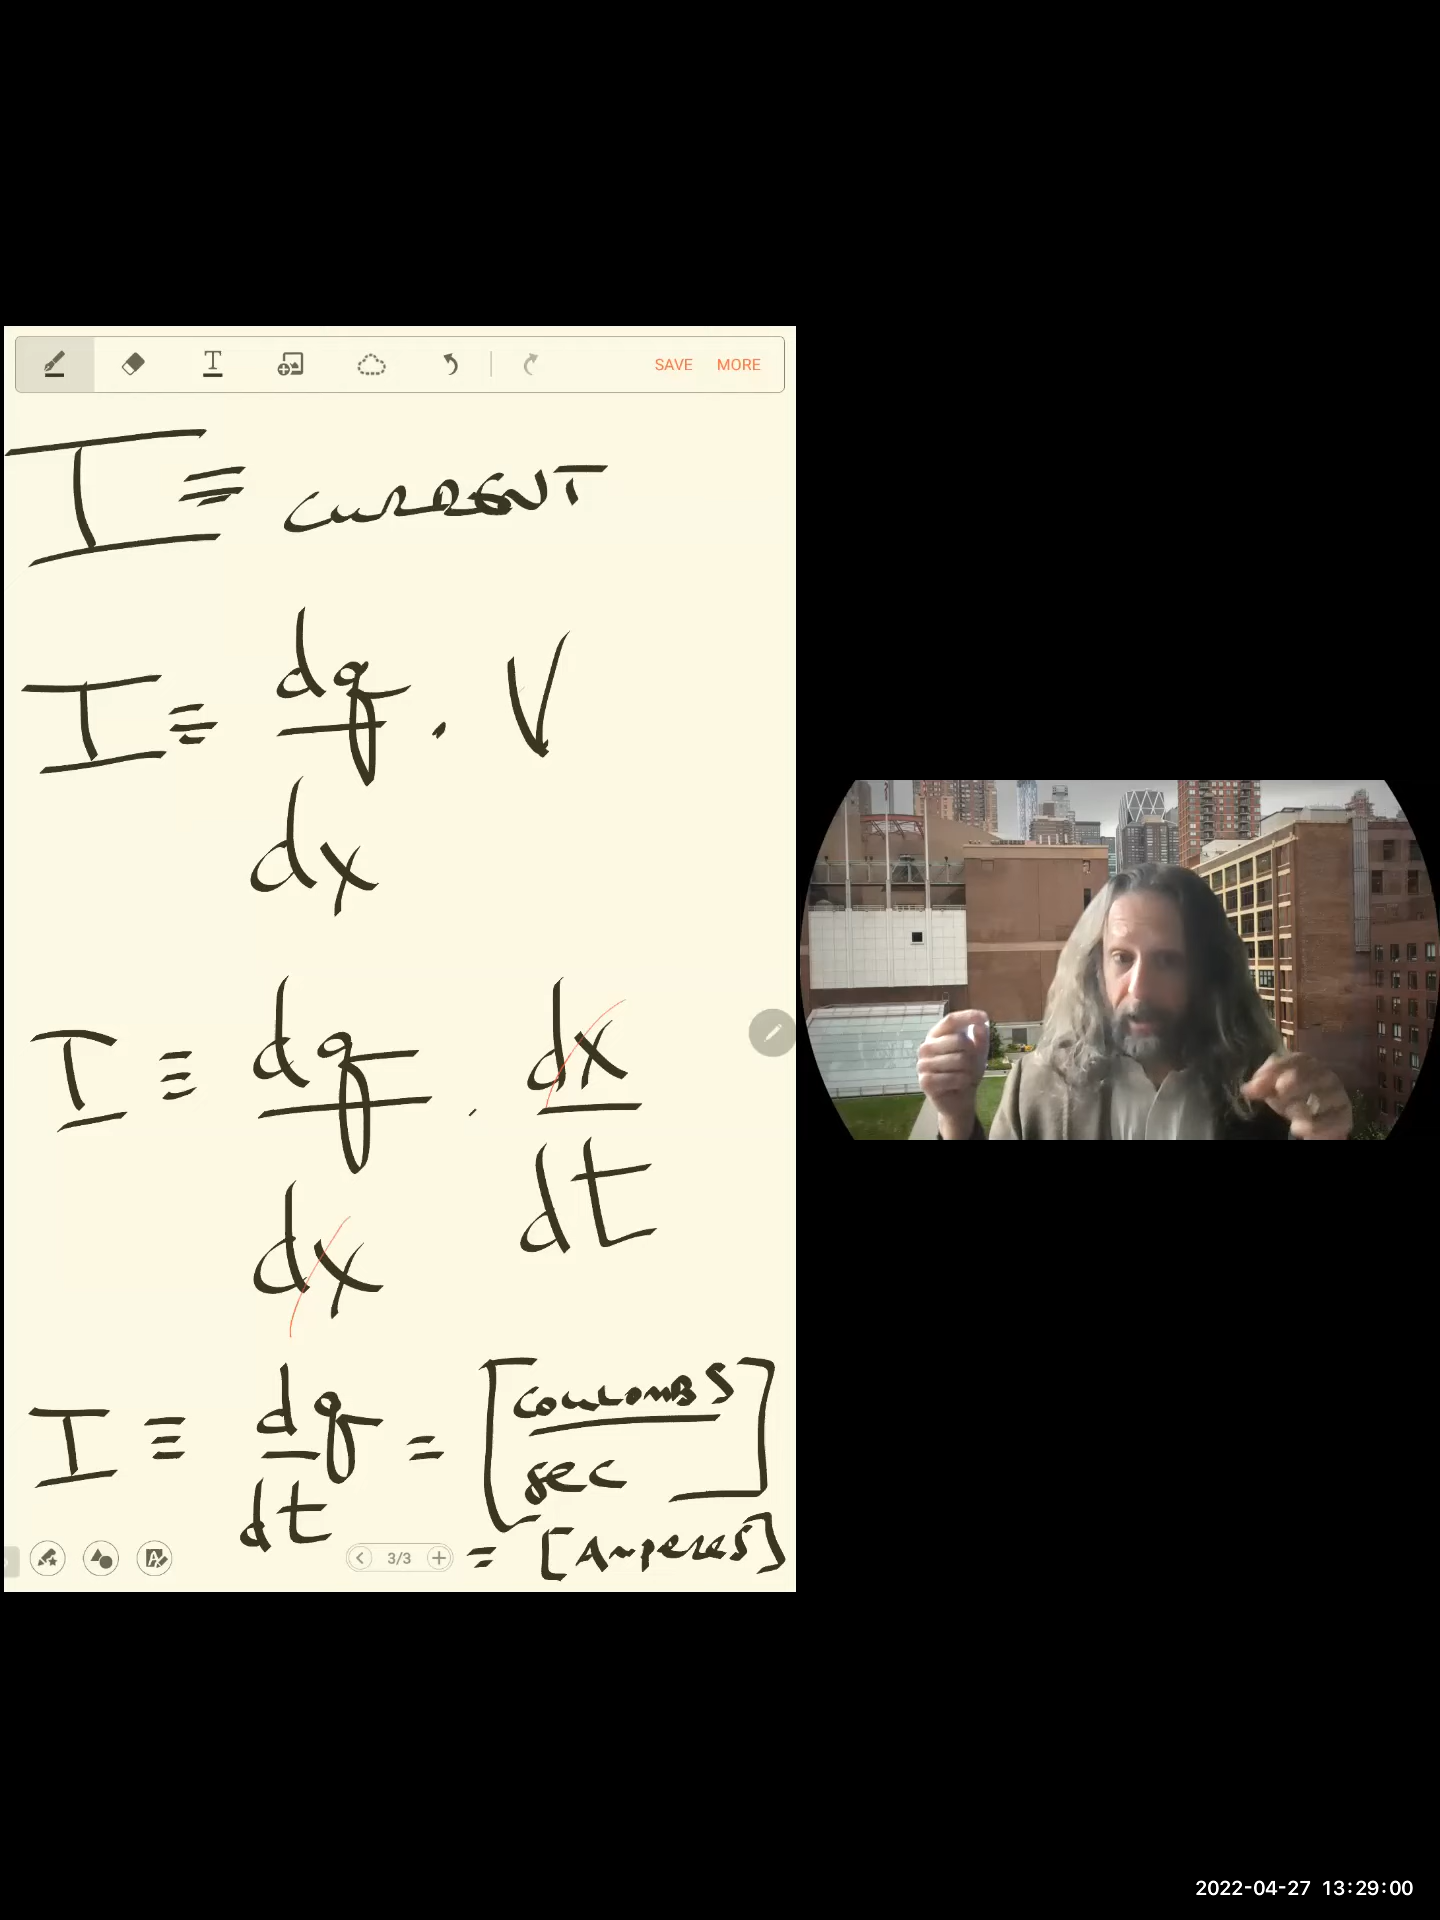 T
SAVE MORE
I ≡ CURRENT
I ≡ dq/dx · V
I ≡ dq/dx · dx/dt
I ≡ dq/dt = [COULOMBS/sec]
3/3 = [Amperes]
A
2022-04-27 13:29:00